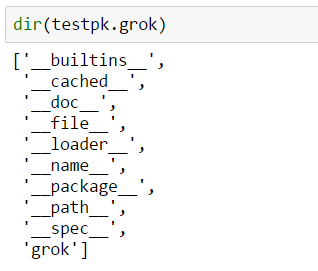 dir(testpk.grok)
['__builtins__',
'__cached__',
'__doc__',
'__file__',
'__loader__',
'__name__',
'__package__',
'__path__',
'__spec__',
'grok']